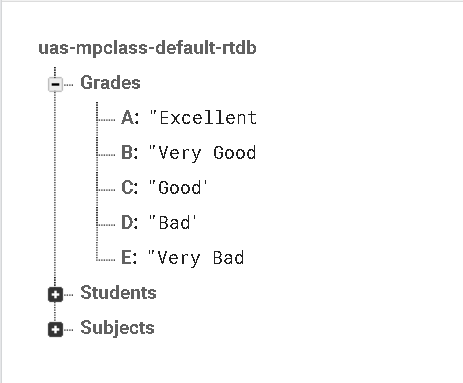 uas-mpclass-default-rtdb
Grades
A: "Excellent
B: "Very Good
C: "Good'
D: "Bad'
E: "Very Bad
Students
Subjects